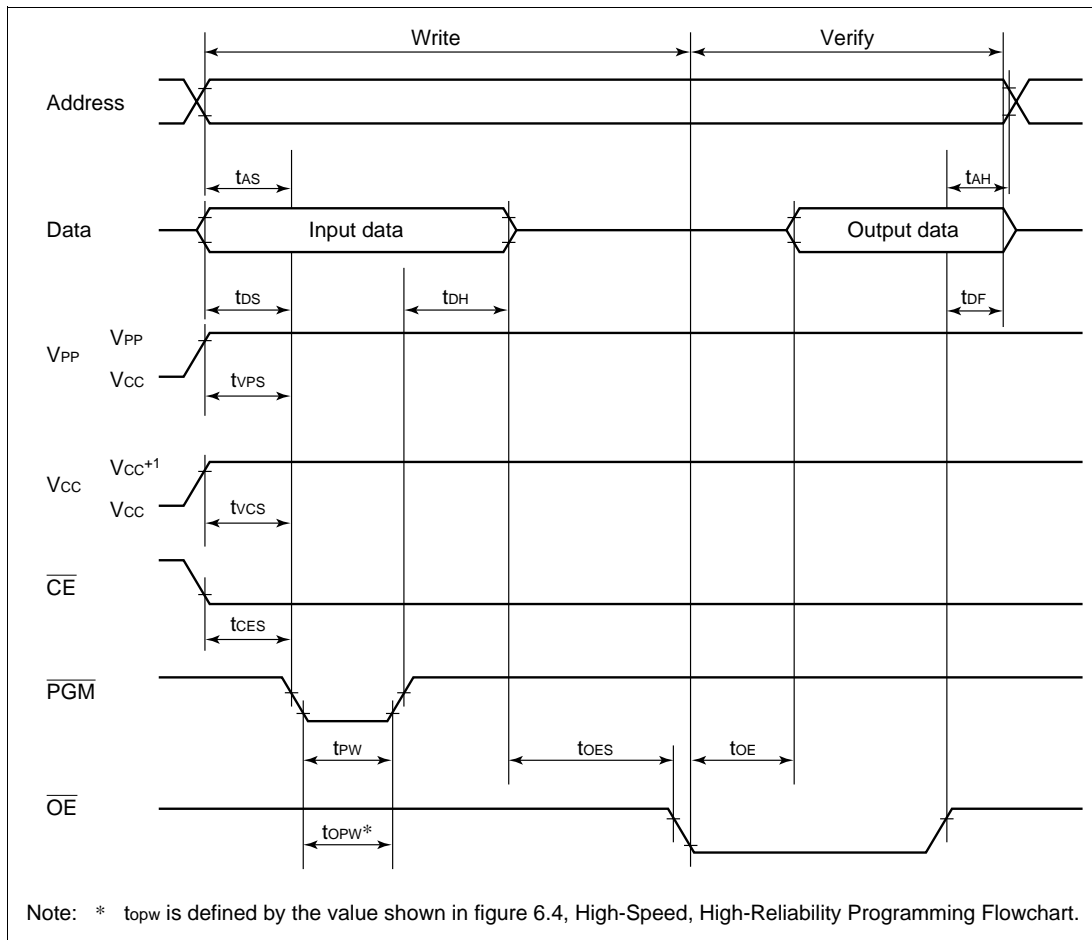 Write Verify
Address
tAS tAH
Data Input data Output data
tDS tDH tDF
VPP VPP
VCC
tVPS
VCC VCC+1
VCC
tVCS
CE
tCES
PGM
tPW tOES tOE
OE
tOPW*
Note: * topw is defined by the value shown in figure 6.4, High-Speed, High-Reliability Programming Flowchart.